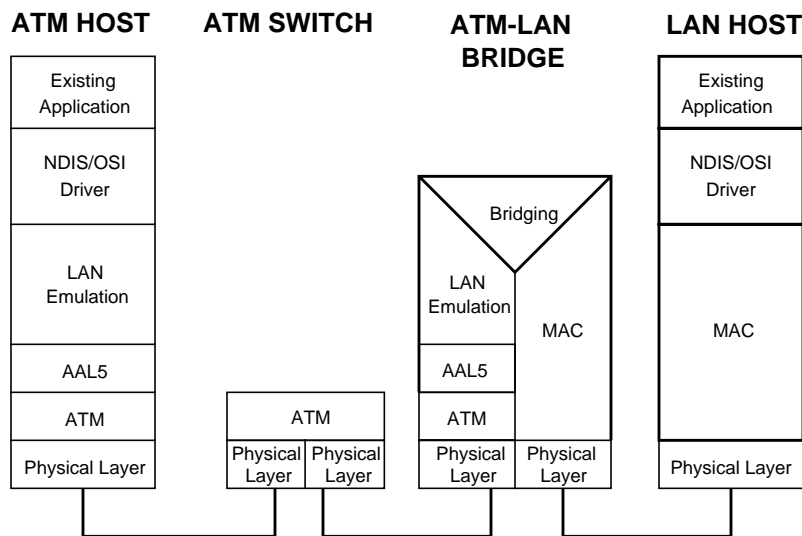 ATM HOST
ATM SWITCH
ATM-LAN
BRIDGE
LAN HOST
Existing
Application
NDIS/OSI
Driver
LAN
Emulation
AAL5
ATM
Physical Layer
ATM
Physical
Layer
Physical
Layer
Bridging
LAN
Emulation
AAL5
ATM
Physical
Layer
MAC
Physical
Layer
Existing
Application
NDIS/OSI
Driver
MAC
Physical Layer